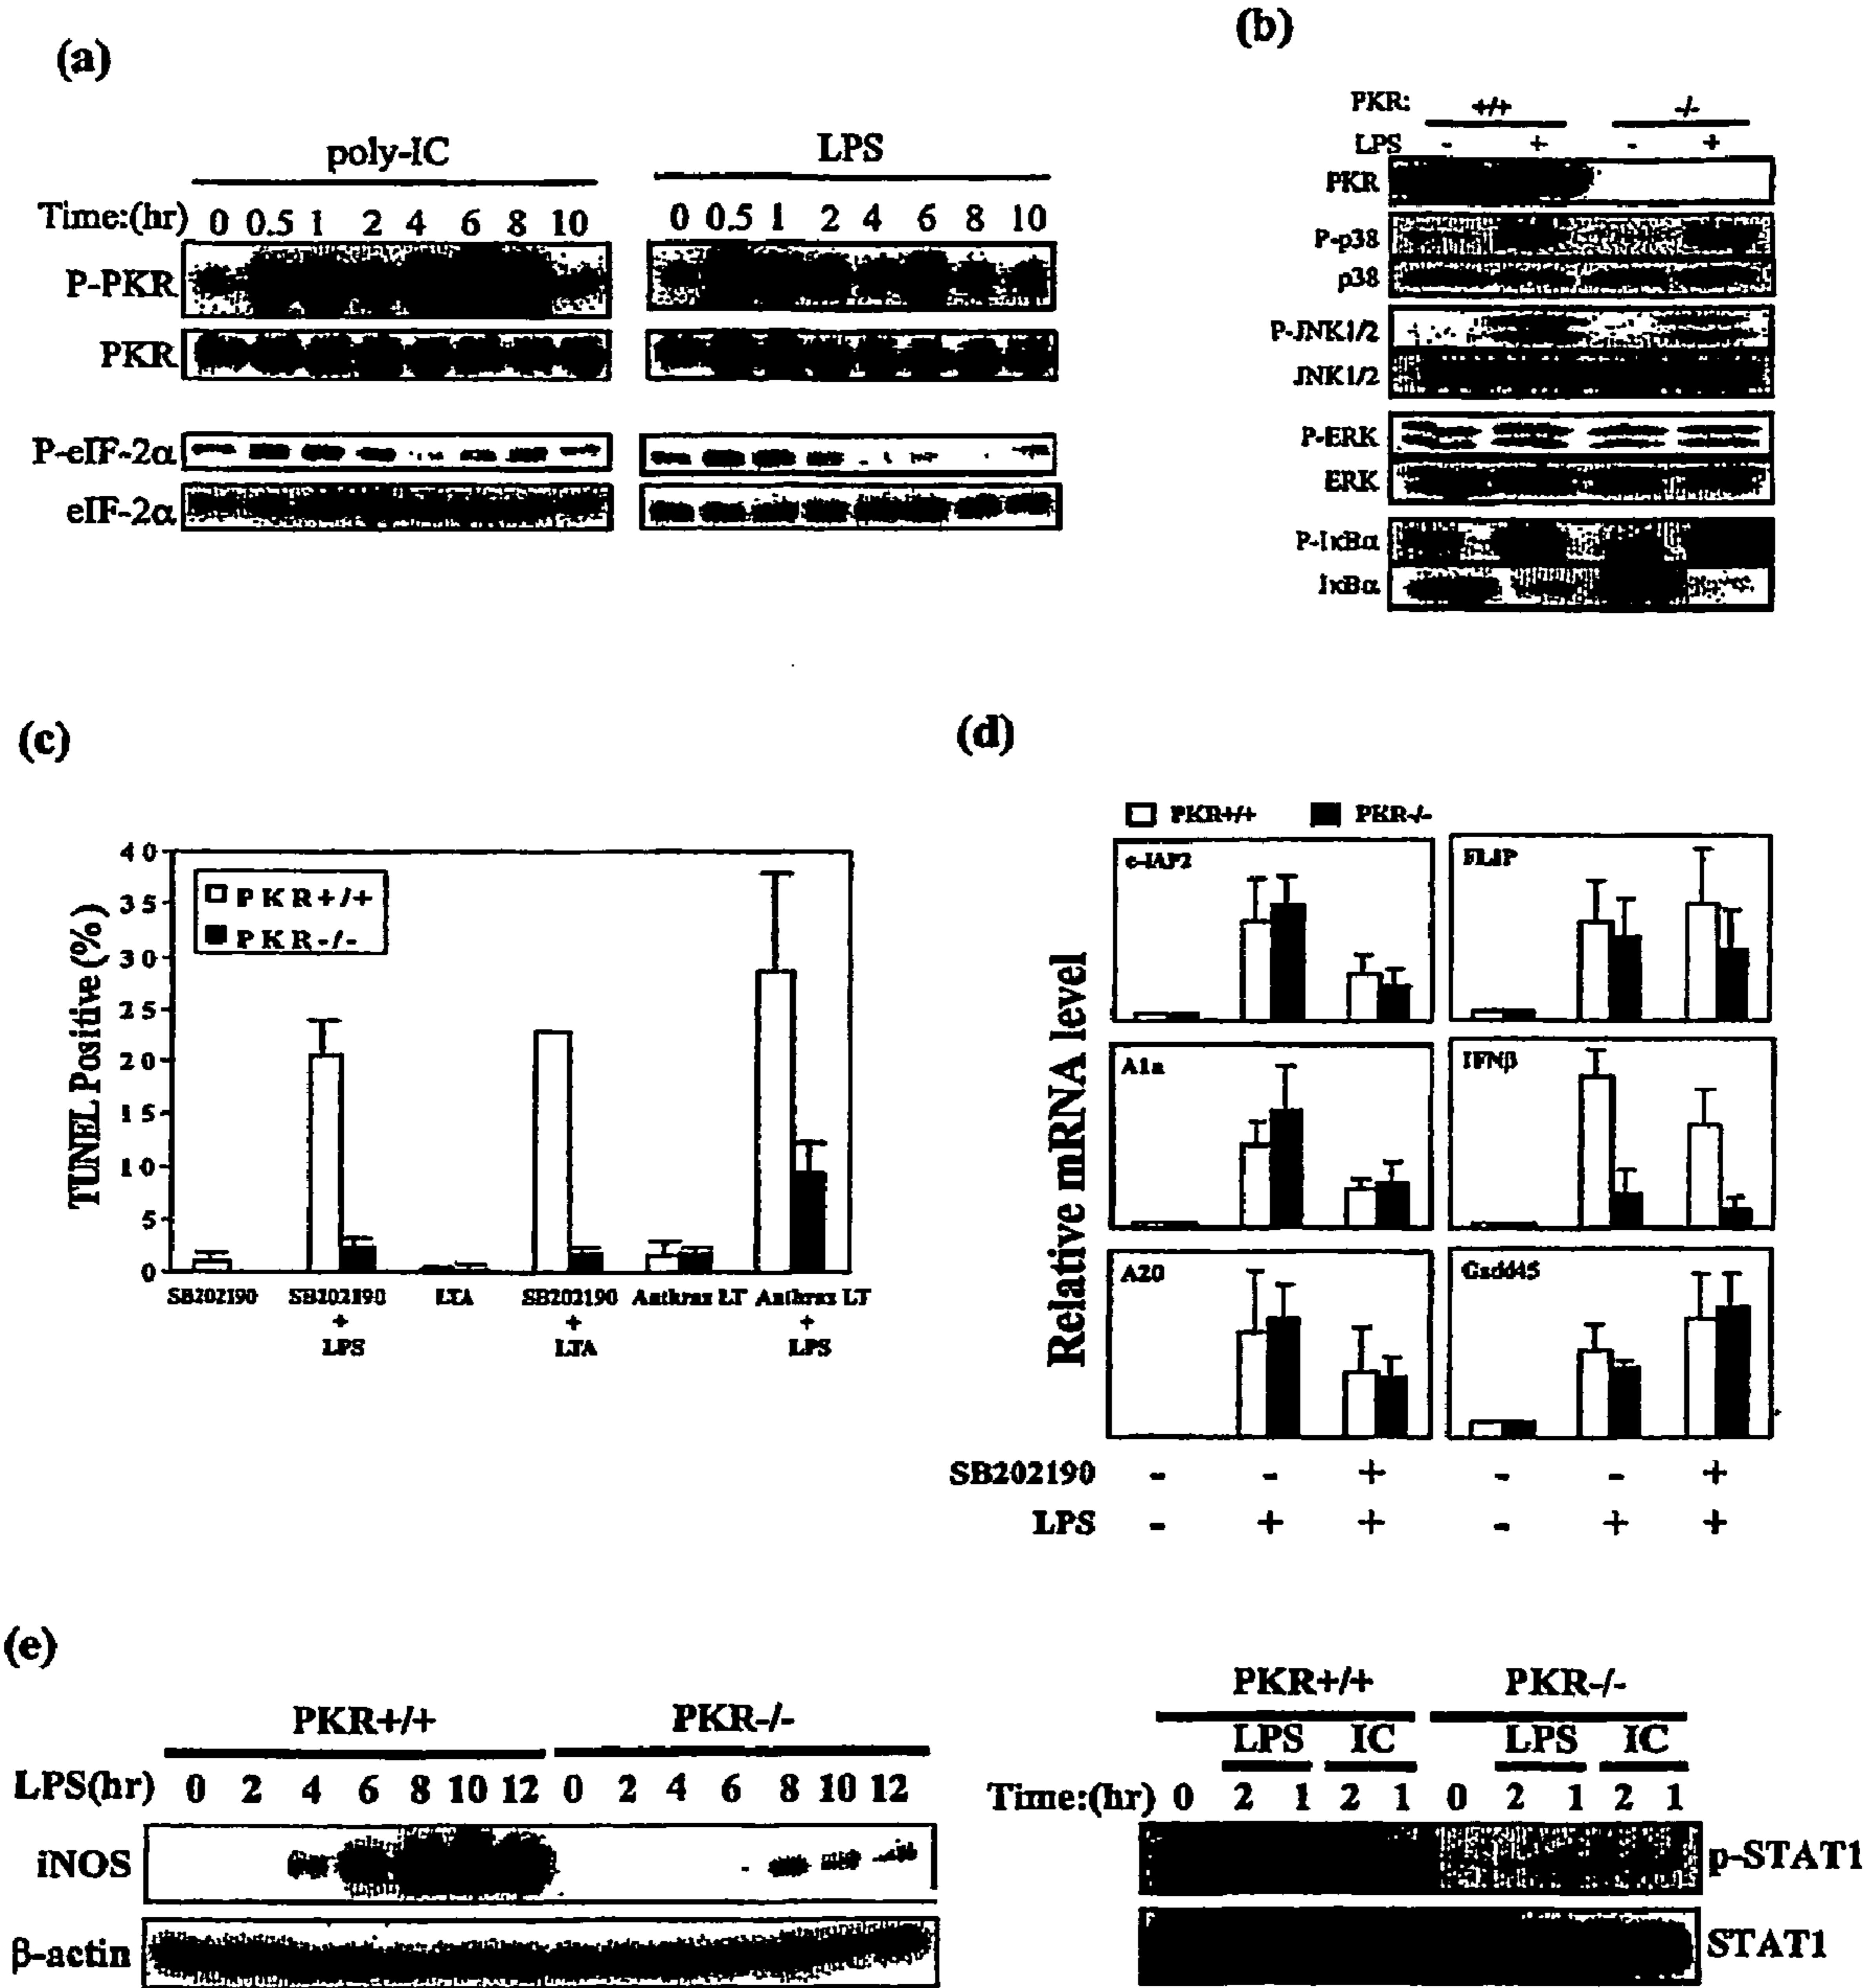 (a)
poly-IC LPS
Time:(hr) 0 0.5 1 2 4 6 8 10 0 0.5 1 2 4 6 8 10
P-PKR
PKR
P-eIF-2α
eIF-2α
(b)
PKR: +/+ -/-
LPS - + - +
PKR
P-p38
p38
P-JNK1/2
JNK1/2
P-ERK
ERK
P-IκBα
IκBα
(c)
TUNEL Positive (%)
40
35
30
25
20
15
10
5
0
PKR+/+
PKR-/-
SB202190 SB202190 LTA SB202190 Anthrax LT Anthrax LT
+ + +
LPS LTA LPS
(d)
PKR+/+ PKR-/-
Relative mRNA level
c-IAP2 FLIP
A1a IFNβ
A20 Gadd45
SB202190 - - + - - +
LPS - + + - + +
(e)
PKR+/+ PKR-/-
LPS(hr) 0 2 4 6 8 10 12 0 2 4 6 8 10 12
iNOS
β-actin
PKR+/+ PKR-/-
LPS IC LPS IC
Time:(hr) 0 2 1 2 1 0 2 1 2 1
p-STAT1
STAT1